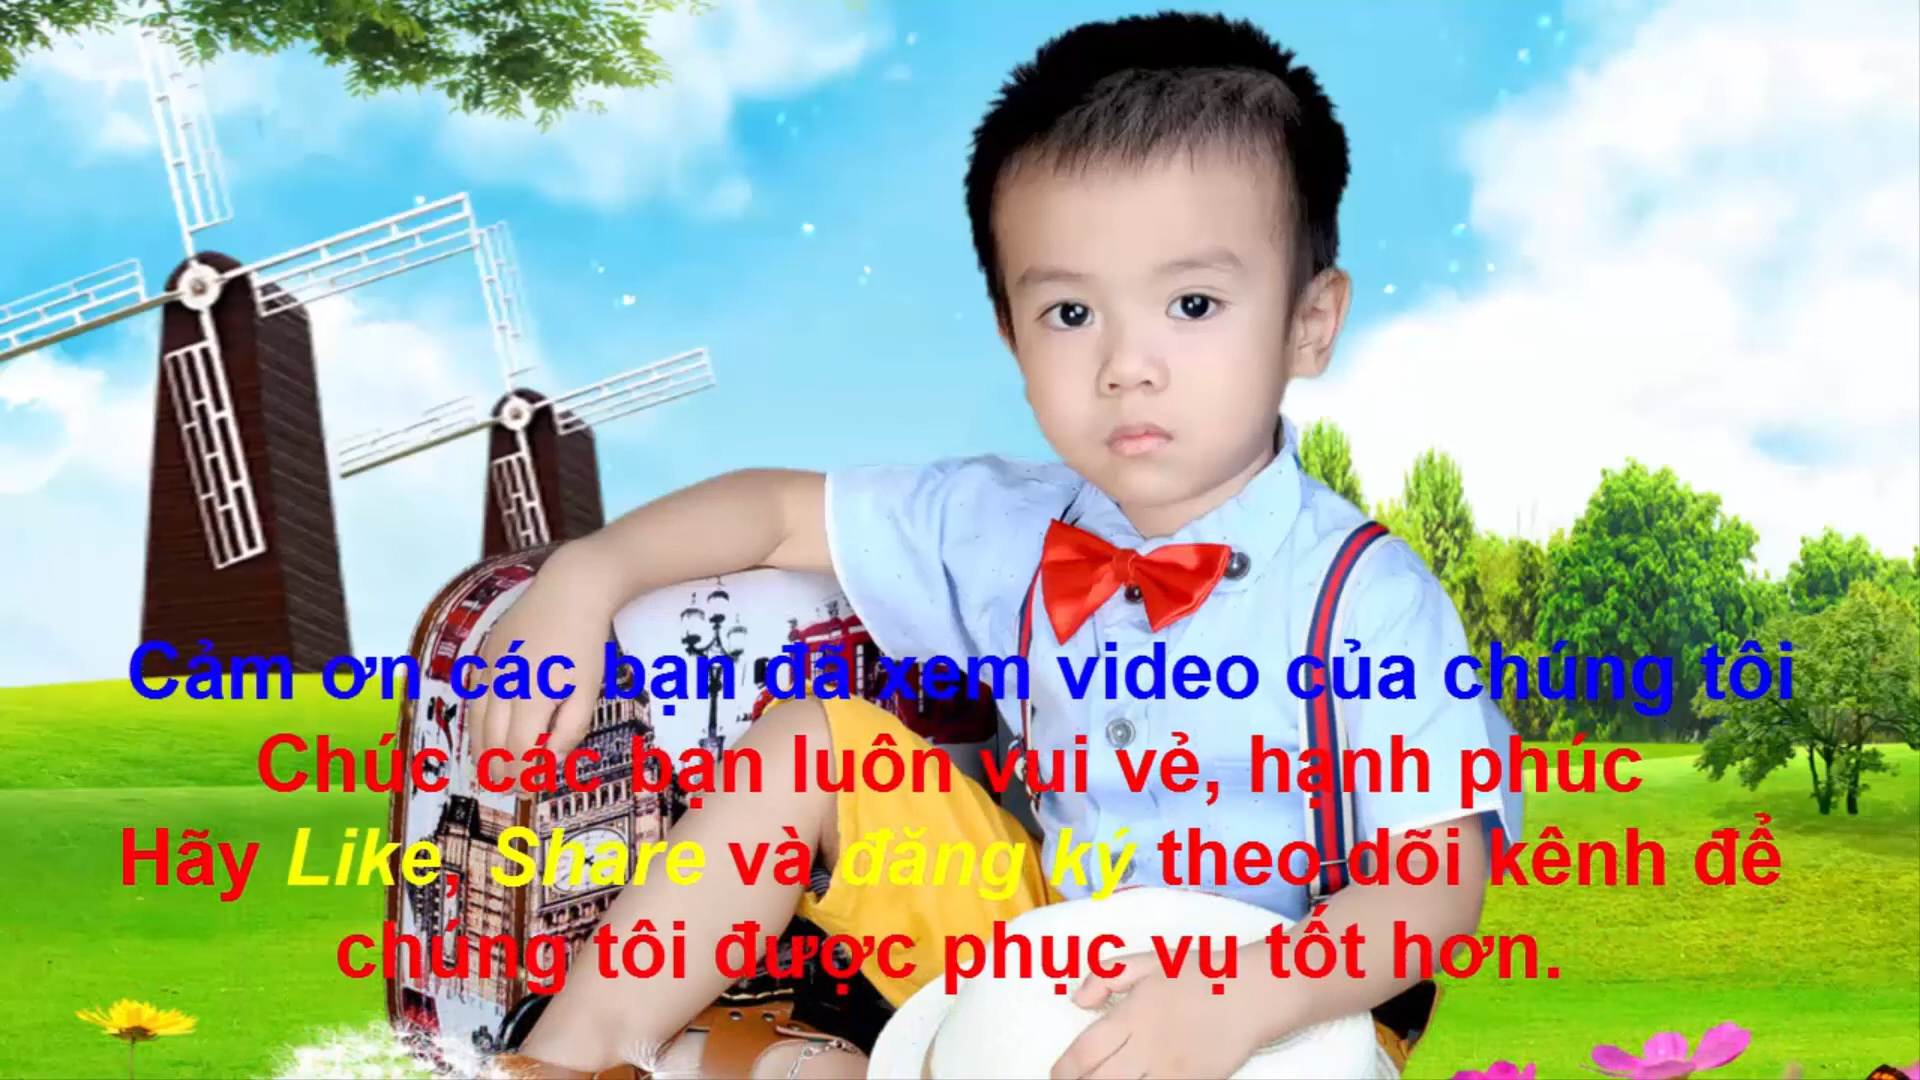 Cảm ơn các bạn đã xem video của chúng tôi
Chúc các bạn luôn vui vẻ, hạnh phúc
Hãy Like, Share và đăng ký theo dõi kênh để
chúng tôi được phục vụ tốt hơn.